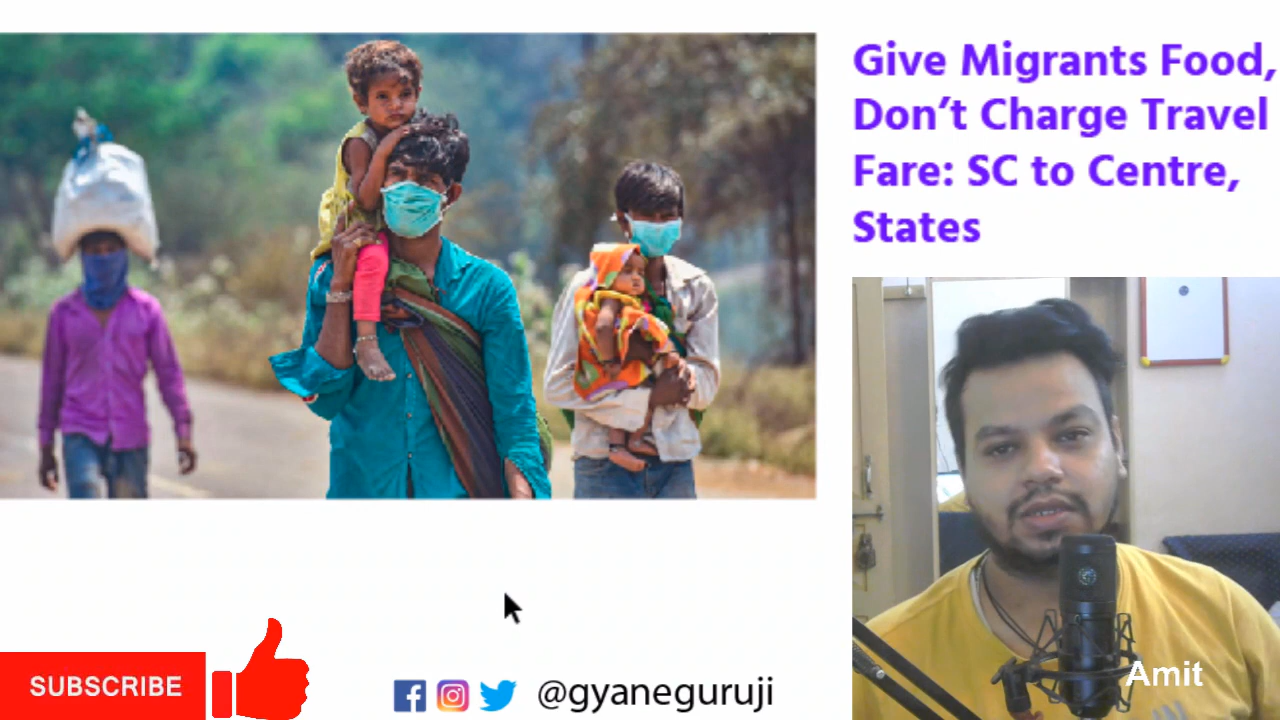 Give Migrants Food,
Don’t Charge Travel
Fare: SC to Centre,
States
Amit
SUBSCRIBE
@gyaneguruji